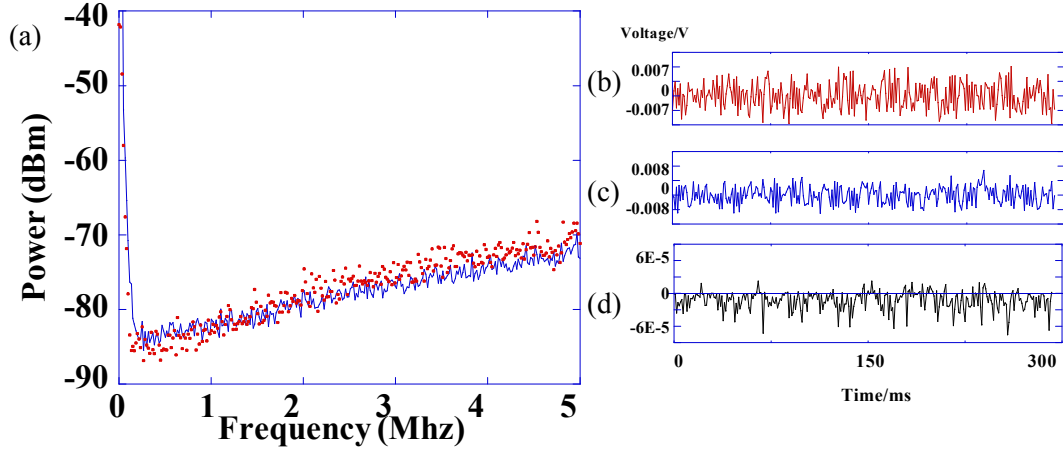 (a)
-40
-50
-60
-70
-80
-90
Power (dBm)
0 1 2 3 4 5
Frequency (Mhz)
Voltage/V
(b)
0.007
0
-0.007
(c)
0.008
0
-0.008
(d)
6E-5
0
-6E-5
0 150 300
Time/ms